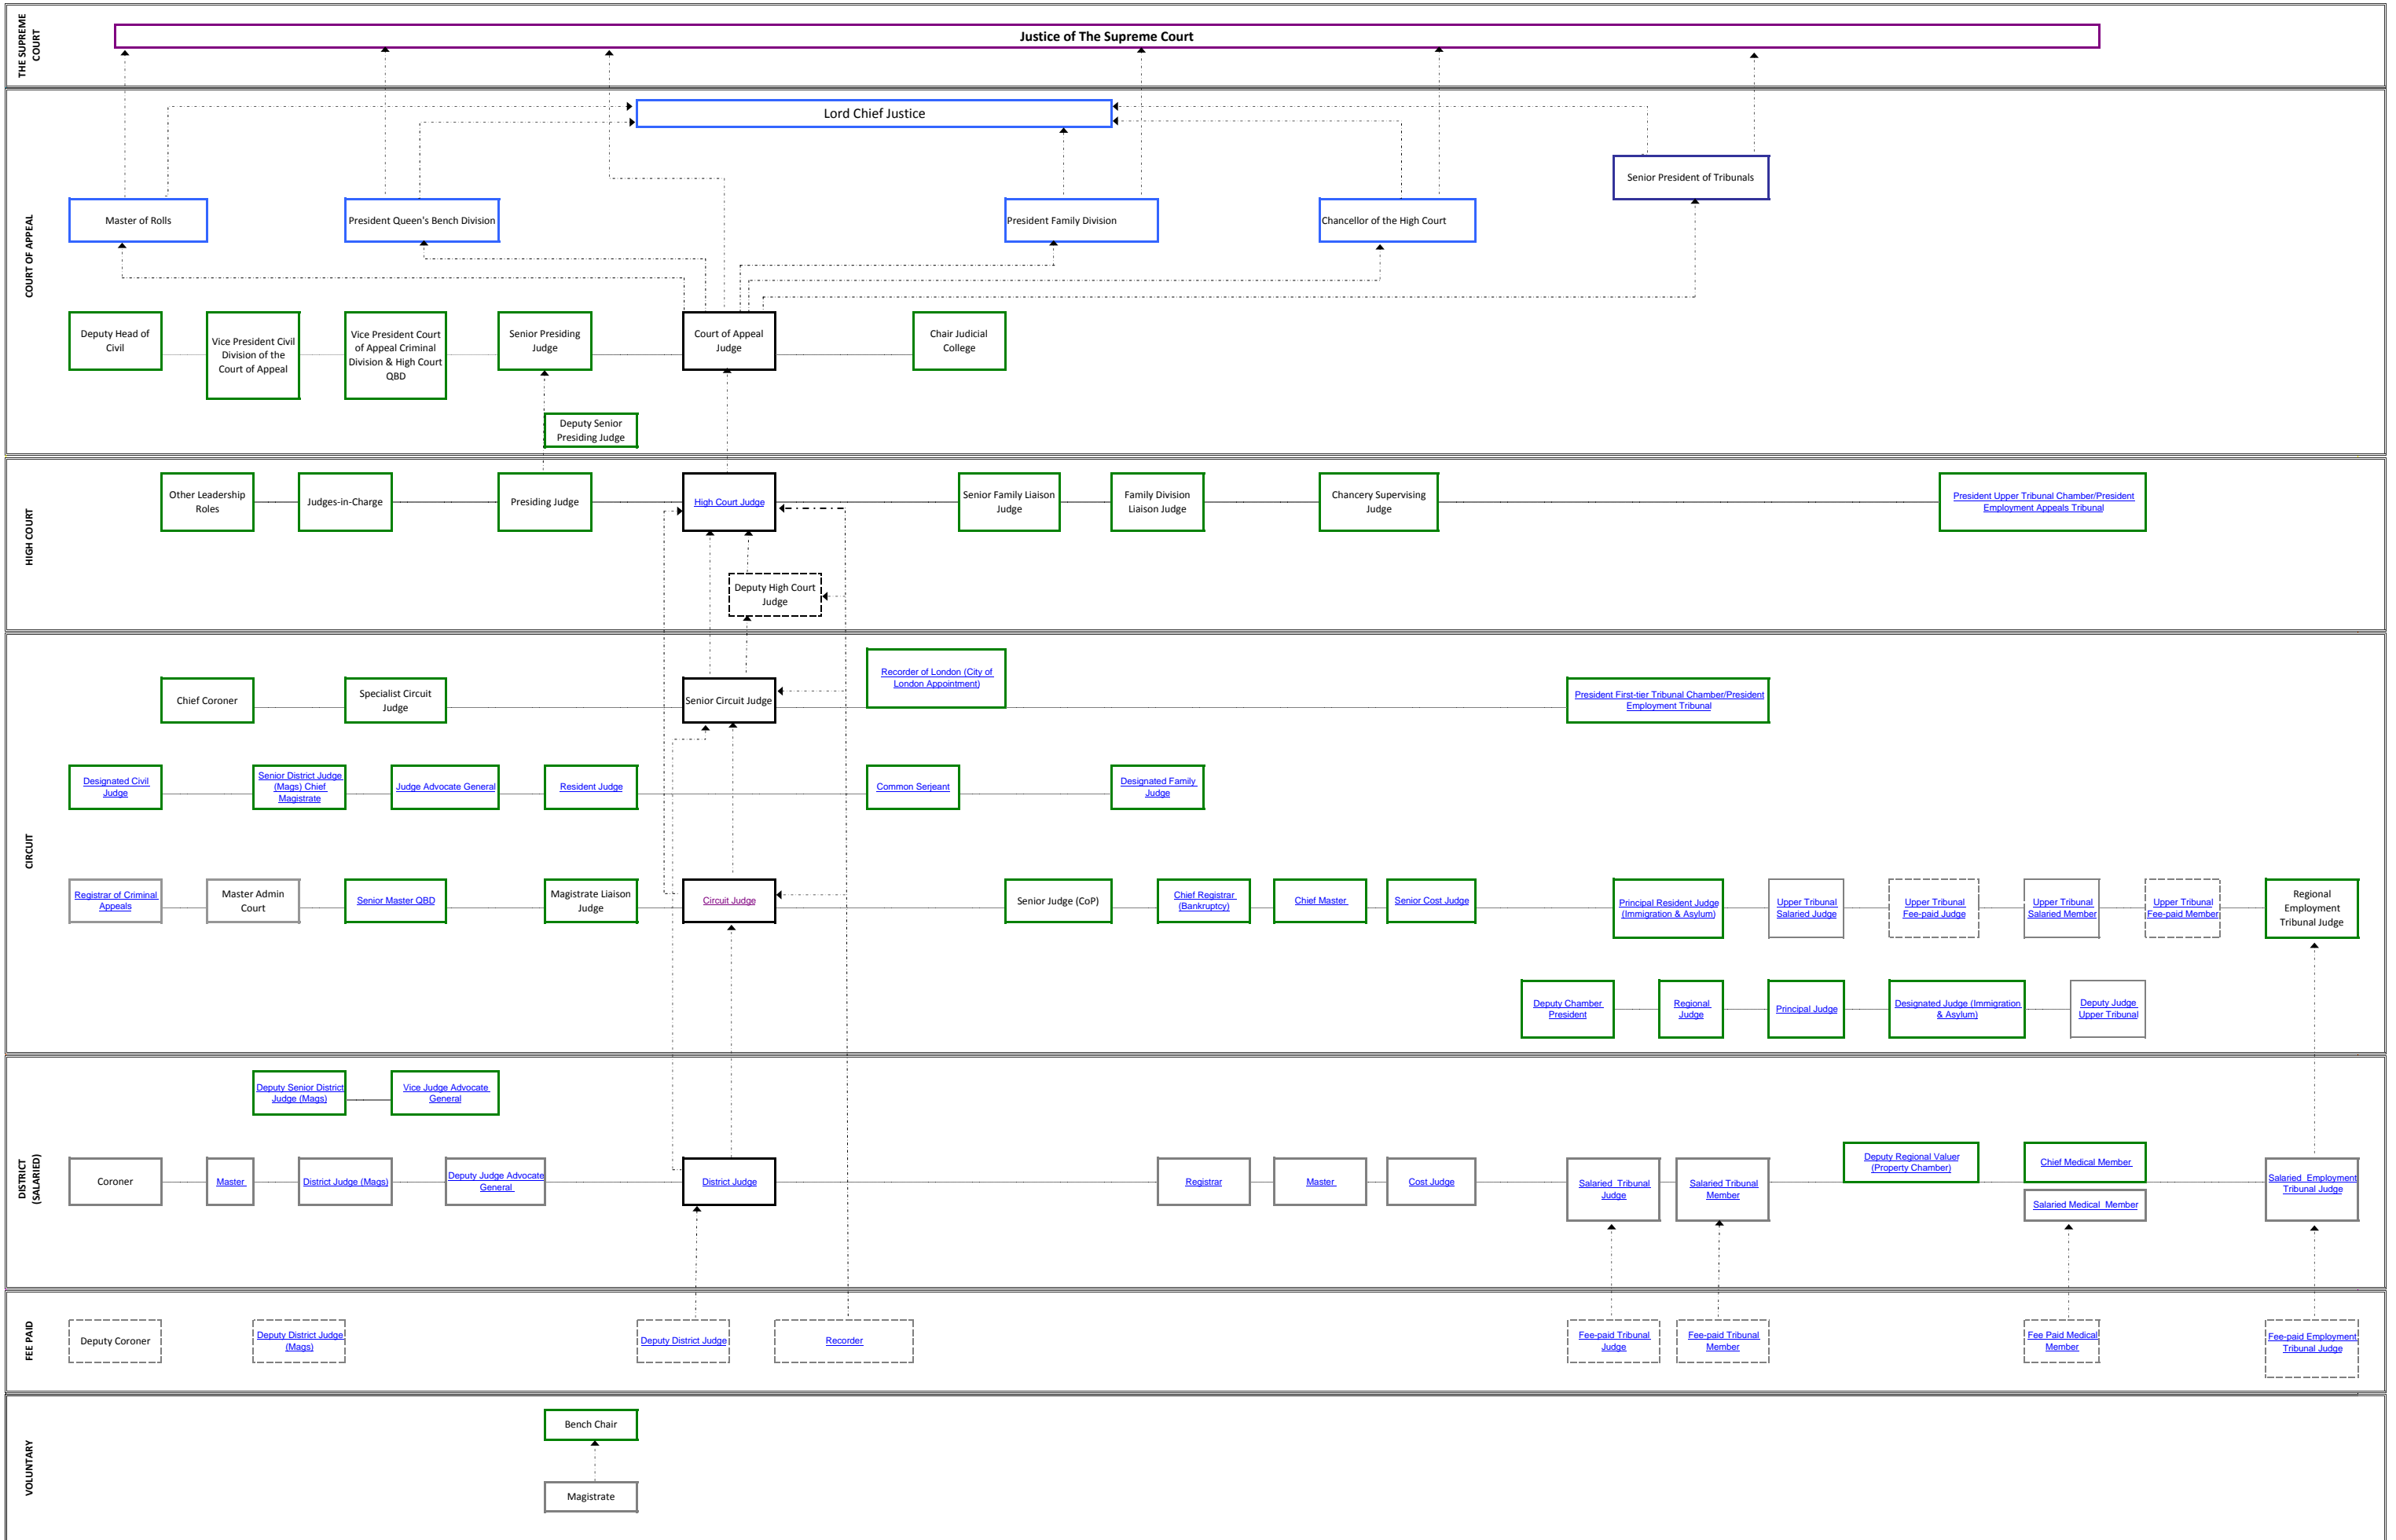 THE SUPREME
COURT
Justice of The Supreme Court
COURT OF APPEAL
Lord Chief Justice
Senior President of Tribunals
Master of Rolls
President Queen's Bench Division
President Family Division
Chancellor of the High Court
Deputy Head of
Civil
Vice President Civil
Division of the
Court of Appeal
Vice President Court
of Appeal Criminal
Division & High Court
QBD
Senior Presiding
Judge
Court of Appeal
Judge
Chair Judicial
College
Deputy Senior
Presiding Judge
HIGH COURT
Other Leadership
Roles
Judges-in-Charge
Presiding Judge
High Court Judge
Senior Family Liaison
Judge
Family Division
Liaison Judge
Chancery Supervising
Judge
President Upper Tribunal Chamber/President
Employment Appeals Tribunal
Deputy High Court
Judge
CIRCUIT
Chief Coroner
Specialist Circuit
Judge
Senior Circuit Judge
Recorder of London (City of
London Appointment)
President First-tier Tribunal Chamber/President
Employment Tribunal
Designated Civil
Judge
Senior District Judge
(Mags) Chief
Magistrate
Judge Advocate General
Resident Judge
Common Serjeant
Designated Family
Judge
Registrar of Criminal
Appeals
Master Admin
Court
Senior Master QBD
Magistrate Liaison
Judge
Circuit Judge
Senior Judge (CoP)
Chief Registrar
(Bankruptcy)
Chief Master
Senior Cost Judge
Principal Resident Judge
(Immigration & Asylum)
Upper Tribunal
Salaried Judge
Upper Tribunal
Fee-paid Judge
Upper Tribunal
Salaried Member
Upper Tribunal
Fee-paid Member
Regional
Employment
Tribunal Judge
Deputy Chamber
President
Regional
Judge
Principal Judge
Designated Judge (Immigration
& Asylum)
Deputy Judge
Upper Tribunal
DISTRICT
(SALARIED)
Deputy Senior District
Judge (Mags)
Vice Judge Advocate
General
Coroner
Master
District Judge (Mags)
Deputy Judge Advocate
General
District Judge
Registrar
Master
Cost Judge
Salaried Tribunal
Judge
Salaried Tribunal
Member
Deputy Regional Valuer
(Property Chamber)
Chief Medical Member
Salaried Medical Member
Salaried Employment
Tribunal Judge
FEE PAID
Deputy Coroner
Deputy District Judge
(Mags)
Deputy District Judge
Recorder
Fee-paid Tribunal
Judge
Fee-paid Tribunal
Member
Fee Paid Medical
Member
Fee-paid Employment
Tribunal Judge
VOLUNTARY
Bench Chair
Magistrate